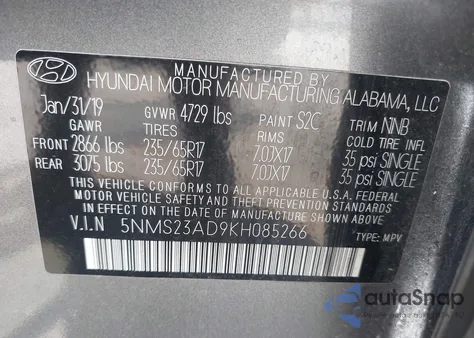 MANUFACTURED BY
HYUNDAI MOTOR MANUFACTURING ALABAMA, LLC
Jan/31/19 GVWR 4729 lbs PAINT S2C TRIM NNB
GAWR TIRES RIMS COLD TIRE INFL
FRONT 2866 lbs 235/65R17 7.0JX17 35 psi SINGLE
REAR 3075 lbs 235/65R17 7.0JX17 35 psi SINGLE
THIS VEHICLE CONFORMS TO ALL APPLICABLE U.S.A. FEDERAL
MOTOR VEHICLE SAFETY STANDARDS IN EFFECT ON THE
DATE OF MANUFACTURE SHOWN ABOVE.
V.I.N 5NMS23AD9KH085266 TYPE: MPV
autoSnap